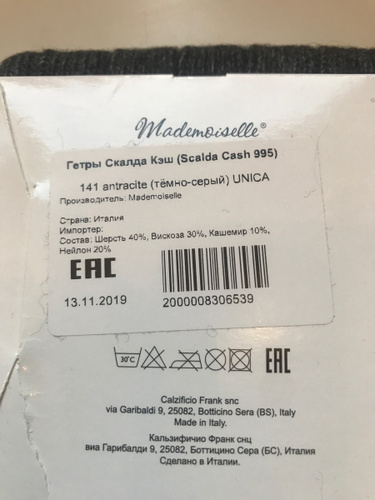 Mademoiselle®
Гетры Скалда Кэш (Scalda Cash 995)
141 antracite (тёмно-серый) UNICA
Производитель: Mademoiselle
Страна: Италия
Импортер:
Состав: Шерсть 40%, Вискоза 30%, Кашемир 10%,
Нейлон 20%
EAC
13.11.2019 2000008306539
30°C EAC
Calzificio Frank snc
via Garibaldi 9, 25082, Botticino Sera (BS), Italy
Made in Italy.
Кальзифичио Франк снц
виа Гарибалди 9, 25082, Боттицино Сера (БС), Италия
Сделано в Италии.